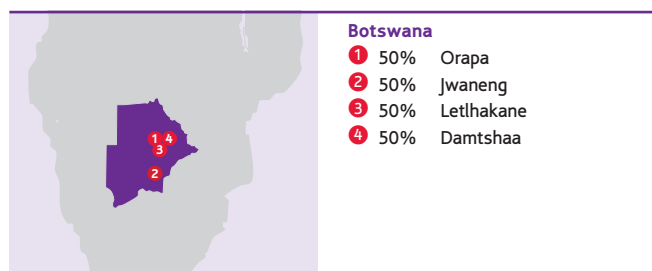 Botswana
1 50% Orapa
2 50% Jwaneng
3 50% Letlhakane
4 50% Damtshaa
1 4
3
2